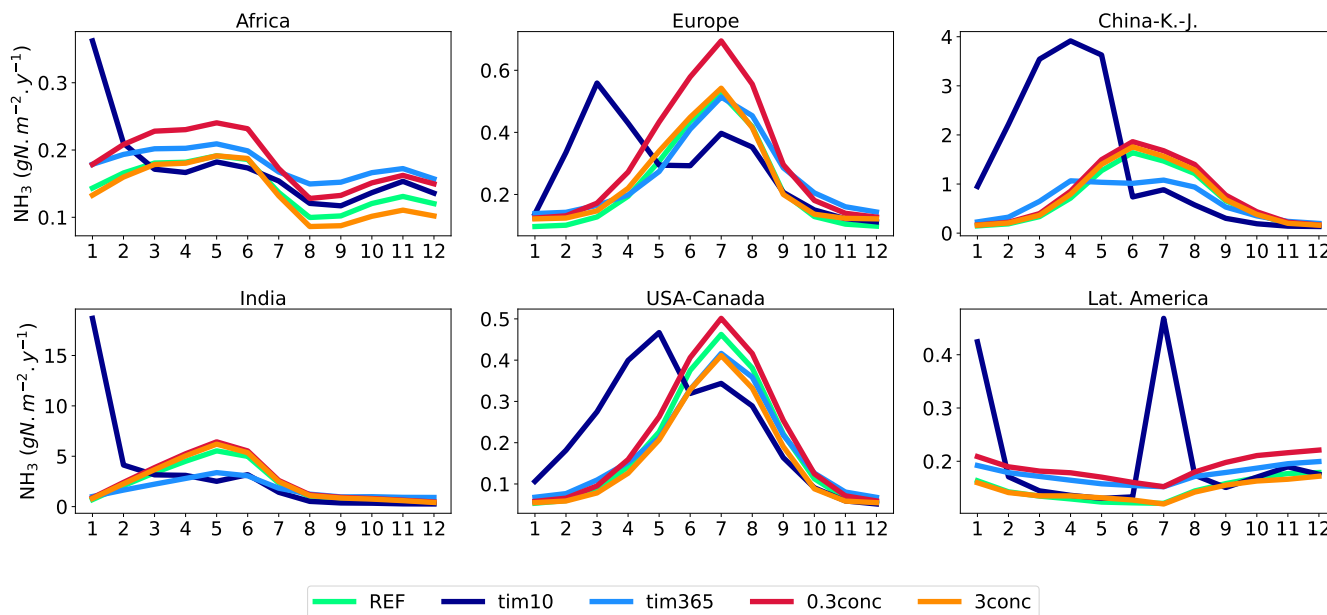 Africa
Europe
China-K.-J.
NH₃ (gN. m⁻². y⁻¹)
0.3
0.2
0.1
0.6
0.4
0.2
4
3
2
1
0
1 2 3 4 5 6 7 8 9 10 11 12
1 2 3 4 5 6 7 8 9 10 11 12
1 2 3 4 5 6 7 8 9 10 11 12
India
USA-Canada
Lat. America
NH₃ (gN. m⁻². y⁻¹)
15
10
5
0
0.5
0.4
0.3
0.2
0.1
0.4
0.3
0.2
1 2 3 4 5 6 7 8 9 10 11 12
1 2 3 4 5 6 7 8 9 10 11 12
1 2 3 4 5 6 7 8 9 10 11 12
REF tim10 tim365 0.3conc 3conc